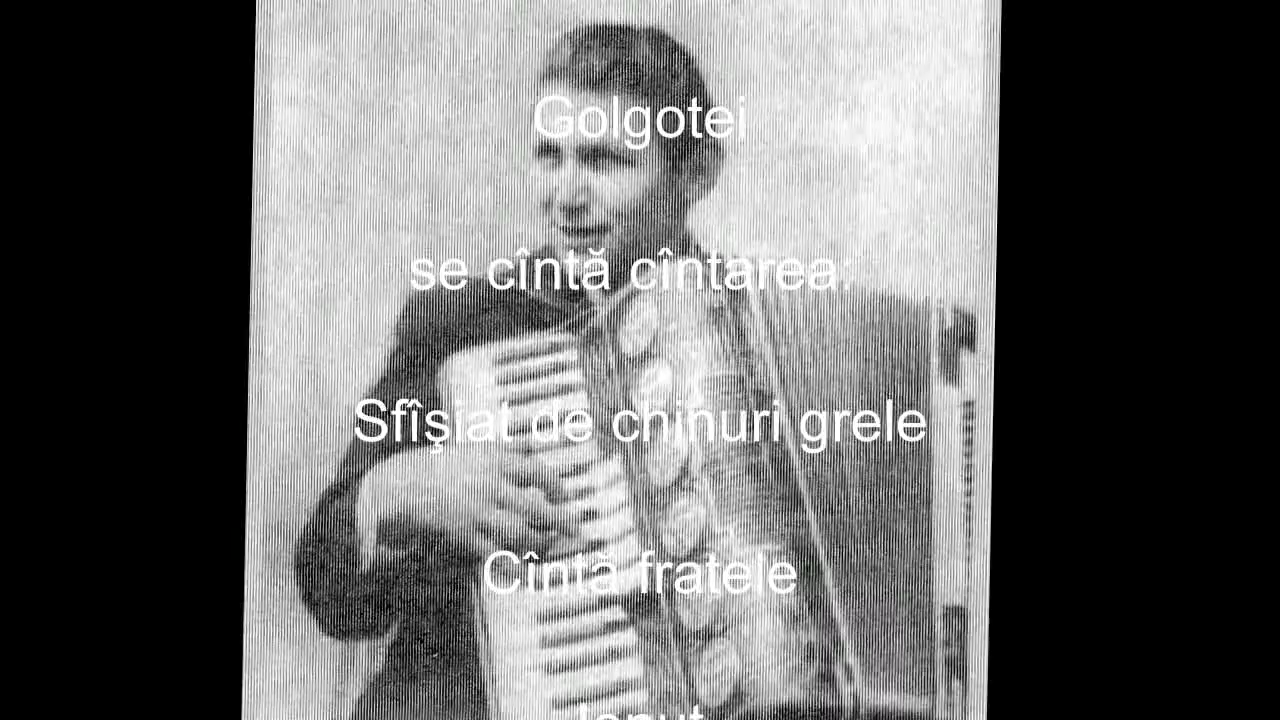 Golgotei
se cîntă cîntarea:
Sfîşiat de chinuri grele
Cîntă fratele